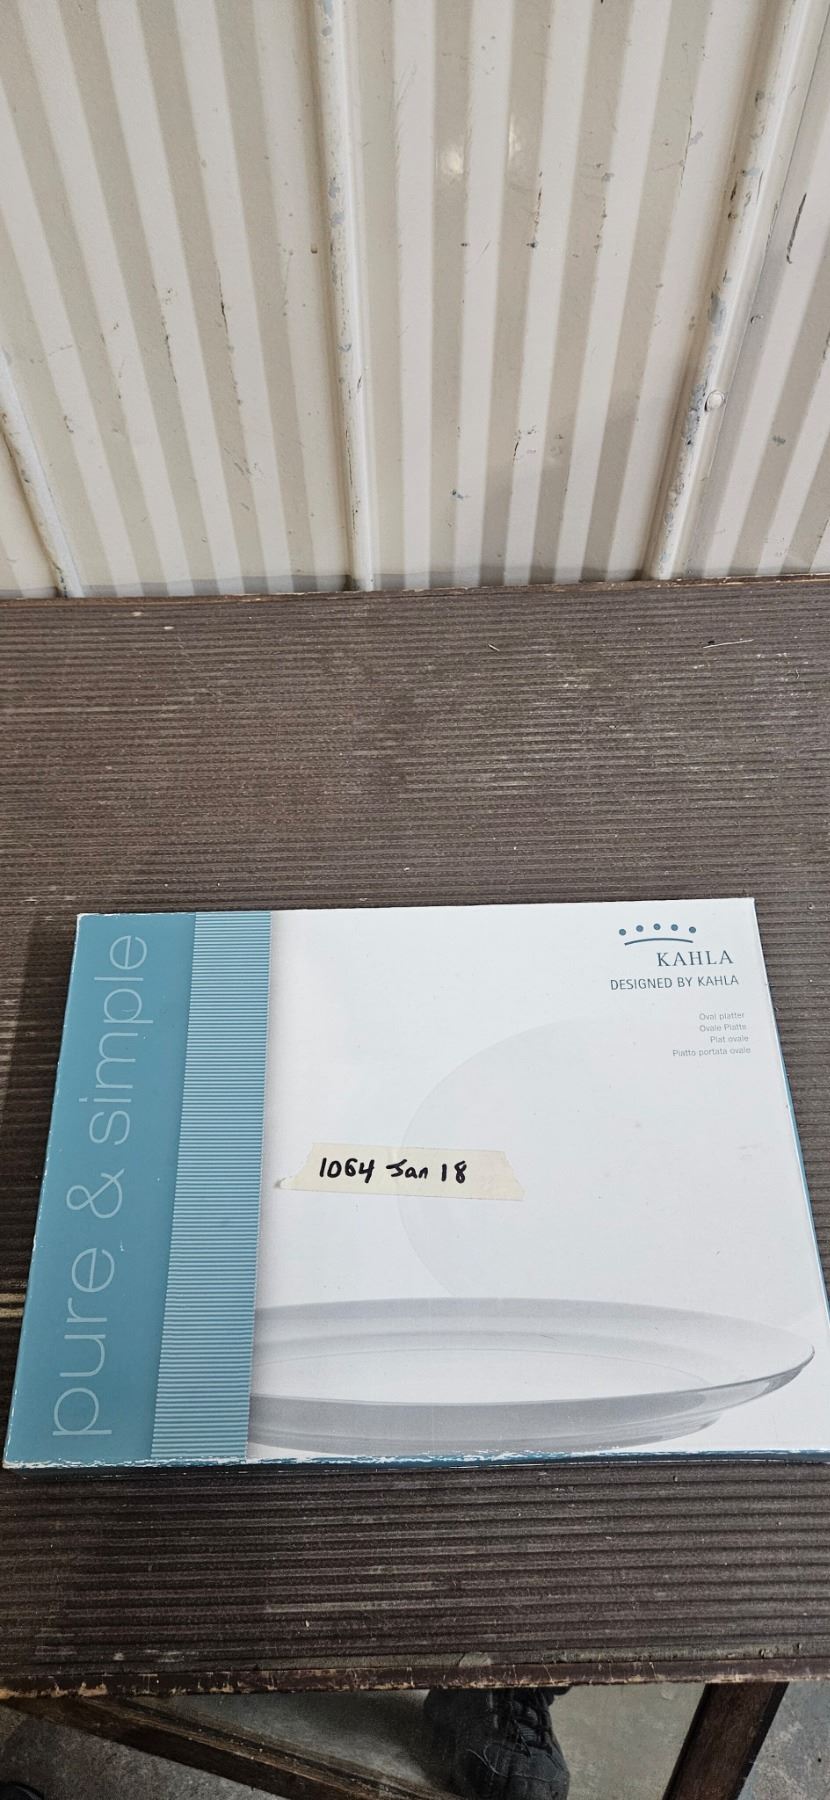 pure & simple
KAHLA
DESIGNED BY KAHLA
Oval platter
Ovale Platte
Plat ovale
Piatto portata ovale
1064 Jan 18